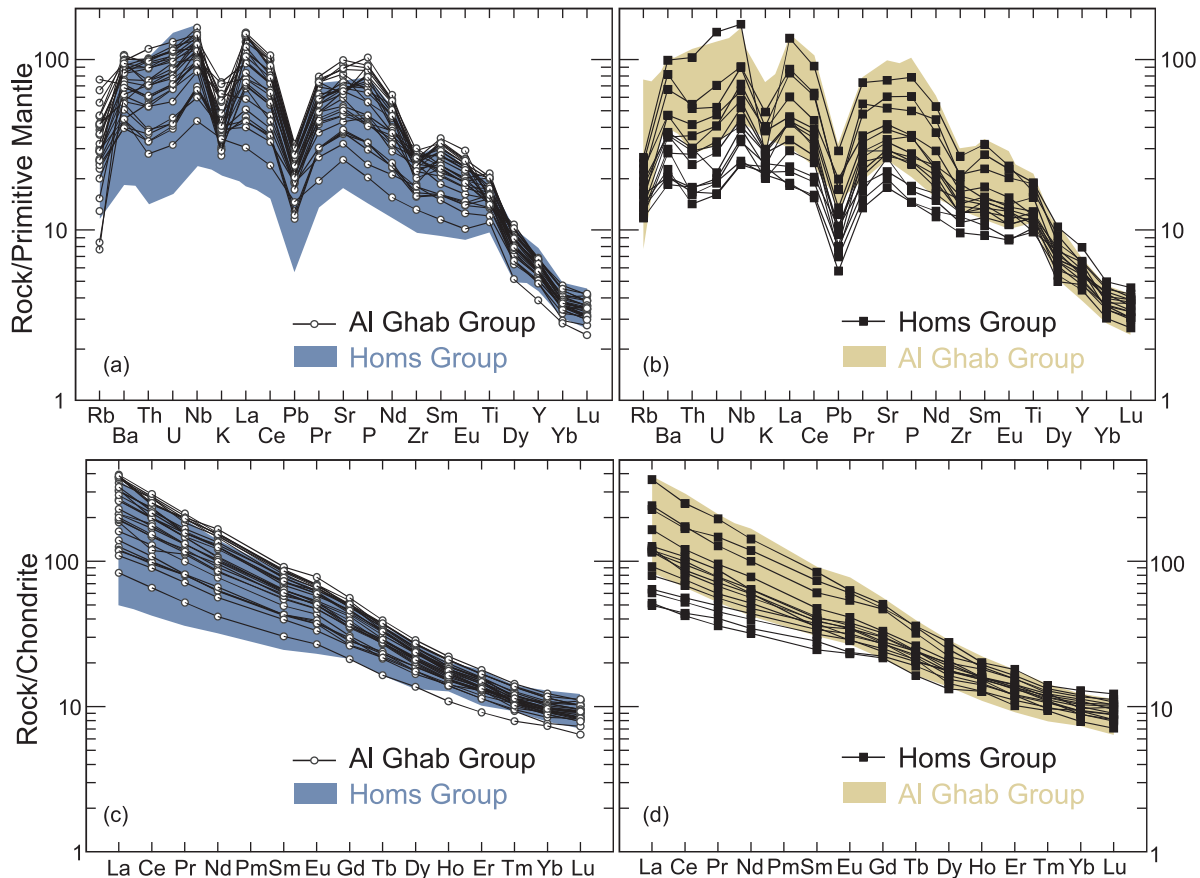 (a)
(b)
100
100
Rock/Primitive Mantle
10
10
Al Ghab Group
Homs Group
Homs Group
Al Ghab Group
1
1
Rb Th Nb La Pb Sr Nd Sm Ti Y Lu
Ba U K Ce Pr P Zr Eu Dy Yb
Rb Th Nb La Pb Sr Nd Sm Ti Y Lu
Ba U K Ce Pr P Zr Eu Dy Yb
100
100
Rock/Chondrite
10
10
Al Ghab Group
Homs Group
Homs Group
Al Ghab Group
(c)
(d)
1
1
La Ce Pr Nd Pm Sm Eu Gd Tb Dy Ho Er Tm Yb Lu
La Ce Pr Nd Pm Sm Eu Gd Tb Dy Ho Er Tm Yb Lu